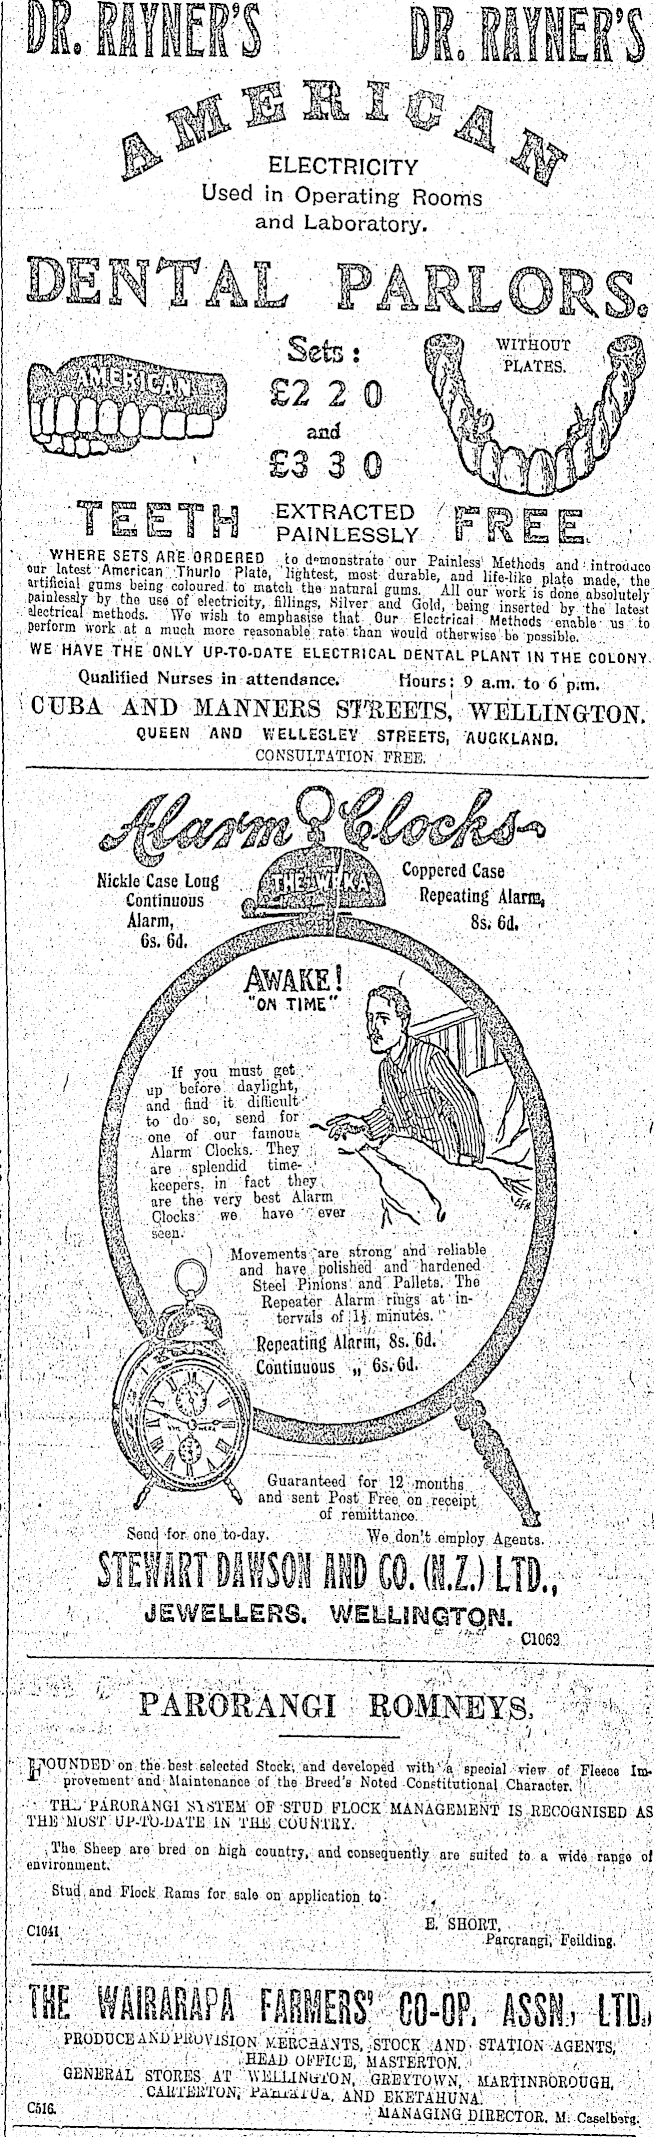 DR. RAYNER'S DR. RAYNER'S
AMERICAN
ELECTRICITY
Used in Operating Rooms
and Laboratory.
DENTAL PARLORS.
AMERICAN
Sets:
£2 2 0
and
£3 3 0
WITHOUT
PLATES.
TEETH EXTRACTED
PAINLESSLY FREE
WHERE SETS ARE ORDERED to demonstrate our Painless Methods and introduce
our latest American Thurlo Plate, lightest, most durable, and life-like plate made, the
artificial gums being coloured to match the natural gums. All our work is done absolutely
painlessly by the use of electricity, fillings, Silver and Gold, being inserted by the latest
electrical methods. We wish to emphasise that Our Electrical Methods enable us to
perform work at a much more reasonable rate than would otherwise be possible.
WE HAVE THE ONLY UP-TO-DATE ELECTRICAL DENTAL PLANT IN THE COLONY.
Qualified Nurses in attendance. Hours: 9 a.m. to 6 p.m.
CUBA AND MANNERS STREETS, WELLINGTON.
QUEEN AND WELLESLEY STREETS, AUCKLAND.
CONSULTATION FREE.
Alarm Clocks
THE WEKA
Nickle Case Long
Continuous
Alarm,
6s. 6d.
Coppered Case
Repeating Alarm,
8s. 6d.
AWAKE!
"ON TIME"
If you must get
up before daylight,
and find it difficult
to do so, send for
one of our famous
Alarm Clocks. They
are splendid time-
keepers, in fact they
are the very best Alarm
Clocks we have ever
seen.
Movements are strong and reliable
and have polished and hardened
Steel Pinions and Pallets. The
Repeater Alarm rings at in-
tervals of 1½ minutes.
Repeating Alarm, 8s. 6d.
Continuous „ 6s. 6d.
THE WEKA
Guaranteed for 12 months
and sent Post Free on receipt
of remittance.
Send for one to-day. We don't employ Agents.
STEWART DAWSON AND CO. (N.Z.) LTD.,
JEWELLERS, WELLINGTON.
C1062
PARORANGI ROMNEYS.
FOUNDED on the best selected Stock, and developed with a special view of Fleece Im-
provement and Maintenance of the Breed's Noted Constitutional Character.
THE PARORANGI SYSTEM OF STUD FLOCK MANAGEMENT IS RECOGNISED AS
THE MOST UP-TO-DATE IN THE COUNTRY.
The Sheep are bred on high country, and consequently are suited to a wide range of
environment.
Stud and Flock Rams for sale on application to
E. SHORT,
C1041 Parorangi, Feilding.
THE WAIRARAPA FARMERS' CO-OP. ASSN., LTD.,
PRODUCE AND PROVISION MERCHANTS, STOCK AND STATION AGENTS,
HEAD OFFICE, MASTERTON.
GENERAL STORES AT WELLINGTON, GREYTOWN, MARTINBOROUGH,
CARTERTON, PAHIATUA, AND EKETAHUNA.
C516. MANAGING DIRECTOR, M. Caselberg.